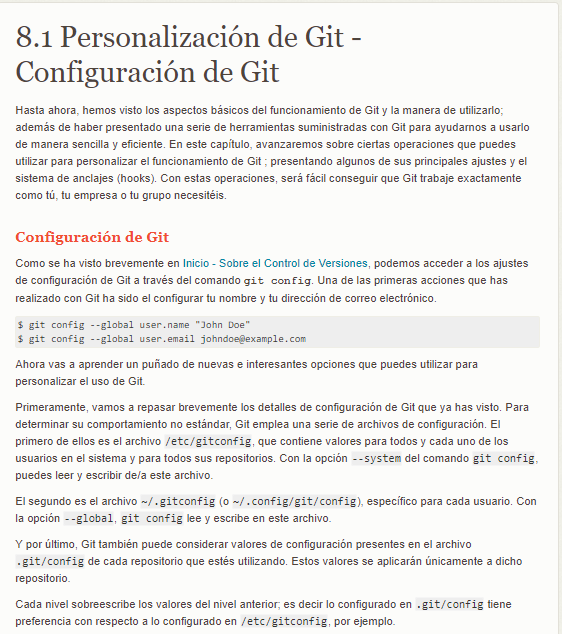 8.1 Personalización de Git -
Configuración de Git
Hasta ahora, hemos visto los aspectos básicos del funcionamiento de Git y la manera de utilizarlo;
además de haber presentado una serie de herramientas suministradas con Git para ayudarnos a usarlo
de manera sencilla y eficiente. En este capítulo, avanzaremos sobre ciertas operaciones que puedes
utilizar para personalizar el funcionamiento de Git ; presentando algunos de sus principales ajustes y el
sistema de anclajes (hooks). Con estas operaciones, será fácil conseguir que Git trabaje exactamente
como tú, tu empresa o tu grupo necesitéis.
Configuración de Git
Como se ha visto brevemente en Inicio - Sobre el Control de Versiones, podemos acceder a los ajustes
de configuración de Git a través del comando git config. Una de las primeras acciones que has
realizado con Git ha sido el configurar tu nombre y tu dirección de correo electrónico.
$ git config --global user.name "John Doe"
$ git config --global user.email johndoe@example.com
Ahora vas a aprender un puñado de nuevas e interesantes opciones que puedes utilizar para
personalizar el uso de Git.
Primeramente, vamos a repasar brevemente los detalles de configuración de Git que ya has visto. Para
determinar su comportamiento no estándar, Git emplea una serie de archivos de configuración. El
primero de ellos es el archivo /etc/gitconfig, que contiene valores para todos y cada uno de los
usuarios en el sistema y para todos sus repositorios. Con la opción --system del comando git config,
puedes leer y escribir de/a este archivo.
El segundo es el archivo ~/.gitconfig (o ~/.config/git/config), específico para cada usuario. Con
la opción --global, git config lee y escribe en este archivo.
Y por último, Git también puede considerar valores de configuración presentes en el archivo
.git/config de cada repositorio que estés utilizando. Estos valores se aplicarán únicamente a dicho
repositorio.
Cada nivel sobreescribe los valores del nivel anterior; es decir lo configurado en .git/config tiene
preferencia con respecto a lo configurado en /etc/gitconfig, por ejemplo.